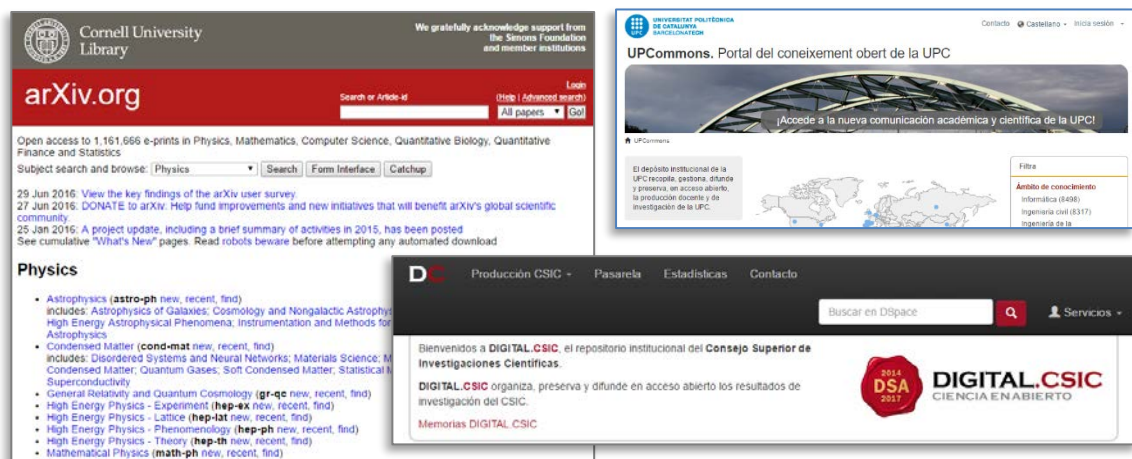 Cornell University
Library
We gratefully acknowledge support from
the Simons Foundation
and member institutions
arXiv.org
Login
Search or Article-id
(Help | Advanced search)
All papers
Go!
Open access to 1,161,666 e-prints in Physics, Mathematics, Computer Science, Quantitative Biology, Quantitative
Finance and Statistics
Subject search and browse: Physics Search Form Interface Catchup
29 Jun 2016: View the key findings of the arXiv user survey.
27 Jun 2016: DONATE to arXiv: Help fund improvements and new initiatives that will benefit arXiv's global scientific
community.
25 Jan 2016: A project update, including a brief summary of activities in 2015, has been posted
See cumulative "What's New" pages. Read robots beware before attempting any automated download
Physics
Astrophysics (astro-ph new, recent, find)
includes: Astrophysics of Galaxies; Cosmology and Nongalactic
High Energy Astrophysical Phenomena; Instrumentation and Methods for
Astrophysics
Condensed Matter (cond-mat new, recent, find)
includes: Disordered Systems and Neural Networks; Materials Science;
Condensed Matter; Quantum Gases; Soft Condensed Matter; Statistical
Superconductivity
General Relativity and Quantum Cosmology (gr-qc new, recent, find)
High Energy Physics - Experiment (hep-ex new, recent, find)
High Energy Physics - Lattice (hep-lat new, recent, find)
High Energy Physics - Phenomenology (hep-ph new, recent, find)
High Energy Physics - Theory (hep-th new, recent, find)
Mathematical Physics (math-ph new, recent, find)
UNIVERSITAT POLITÈCNICA
DE CATALUNYA
BARCELONATECH
UPC
Contacto Castellano Inicia sesión
UPCommons. Portal del coneixement obert de la UPC
¡Accede a la nueva comunicación académica y científica de la UPC!
UPCommons
El depósito institucional de la
UPC recopila, gestiona, difunde
y preserva, en acceso abierto,
la producción docente y de
investigación de la UPC.
Filtra
Ámbito de conocimiento
Informática (8498)
Ingeniería civil (8317)
Ingeniería de la
DC Producción CSIC Pasarela Estadísticas Contacto
Buscar en DSpace Servicios
Bienvenidos a DIGITAL.CSIC, el repositorio institucional del Consejo Superior de
Investigaciones Científicas.
DIGITAL.CSIC organiza, preserva y difunde en acceso abierto los resultados de
investigación del CSIC.
Memorias DIGITAL.CSIC
2014
DSA
2017
DIGITAL.CSIC
CIENCIA EN ABIERTO